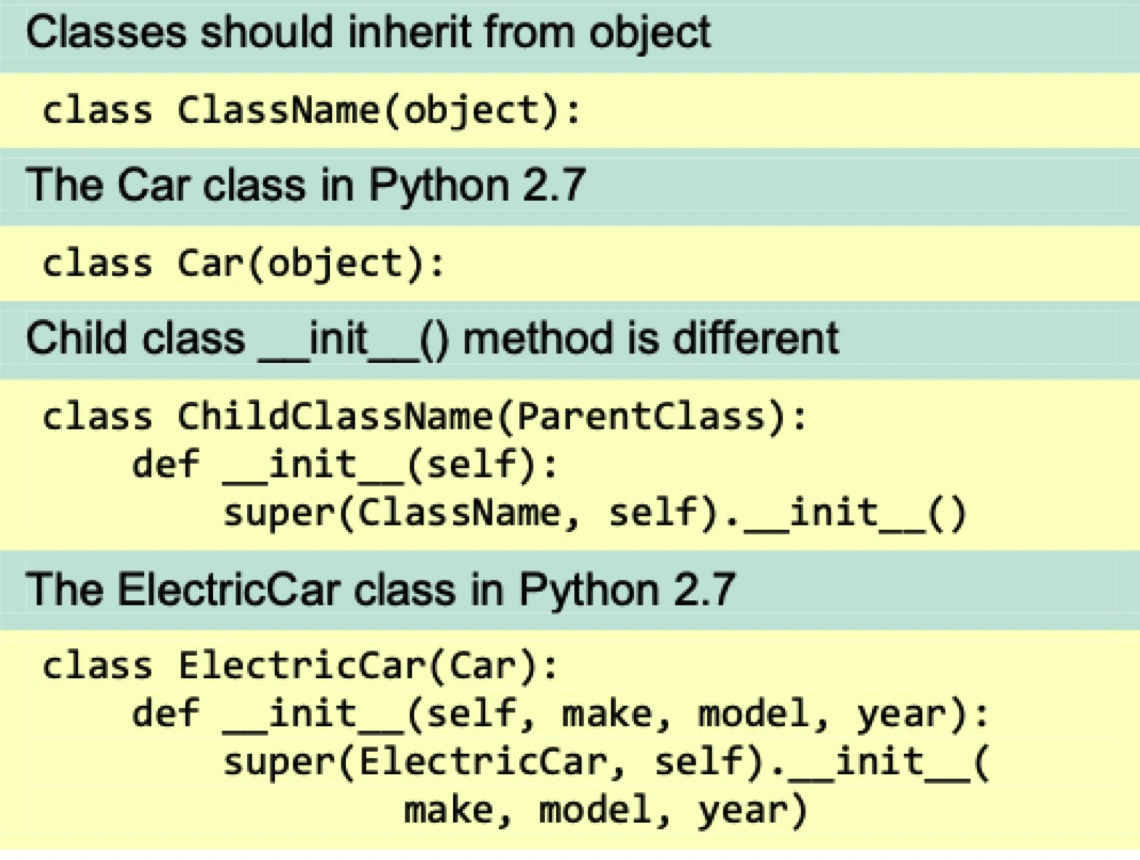 Classes should inherit from object
class ClassName(object):
The Car class in Python 2.7
class Car(object):
Child class __init__() method is different
class ChildClassName(ParentClass):
    def __init__(self):
        super(ClassName, self).__init__()
The ElectricCar class in Python 2.7
class ElectricCar(Car):
    def __init__(self, make, model, year):
        super(ElectricCar, self).__init__(
                make, model, year)